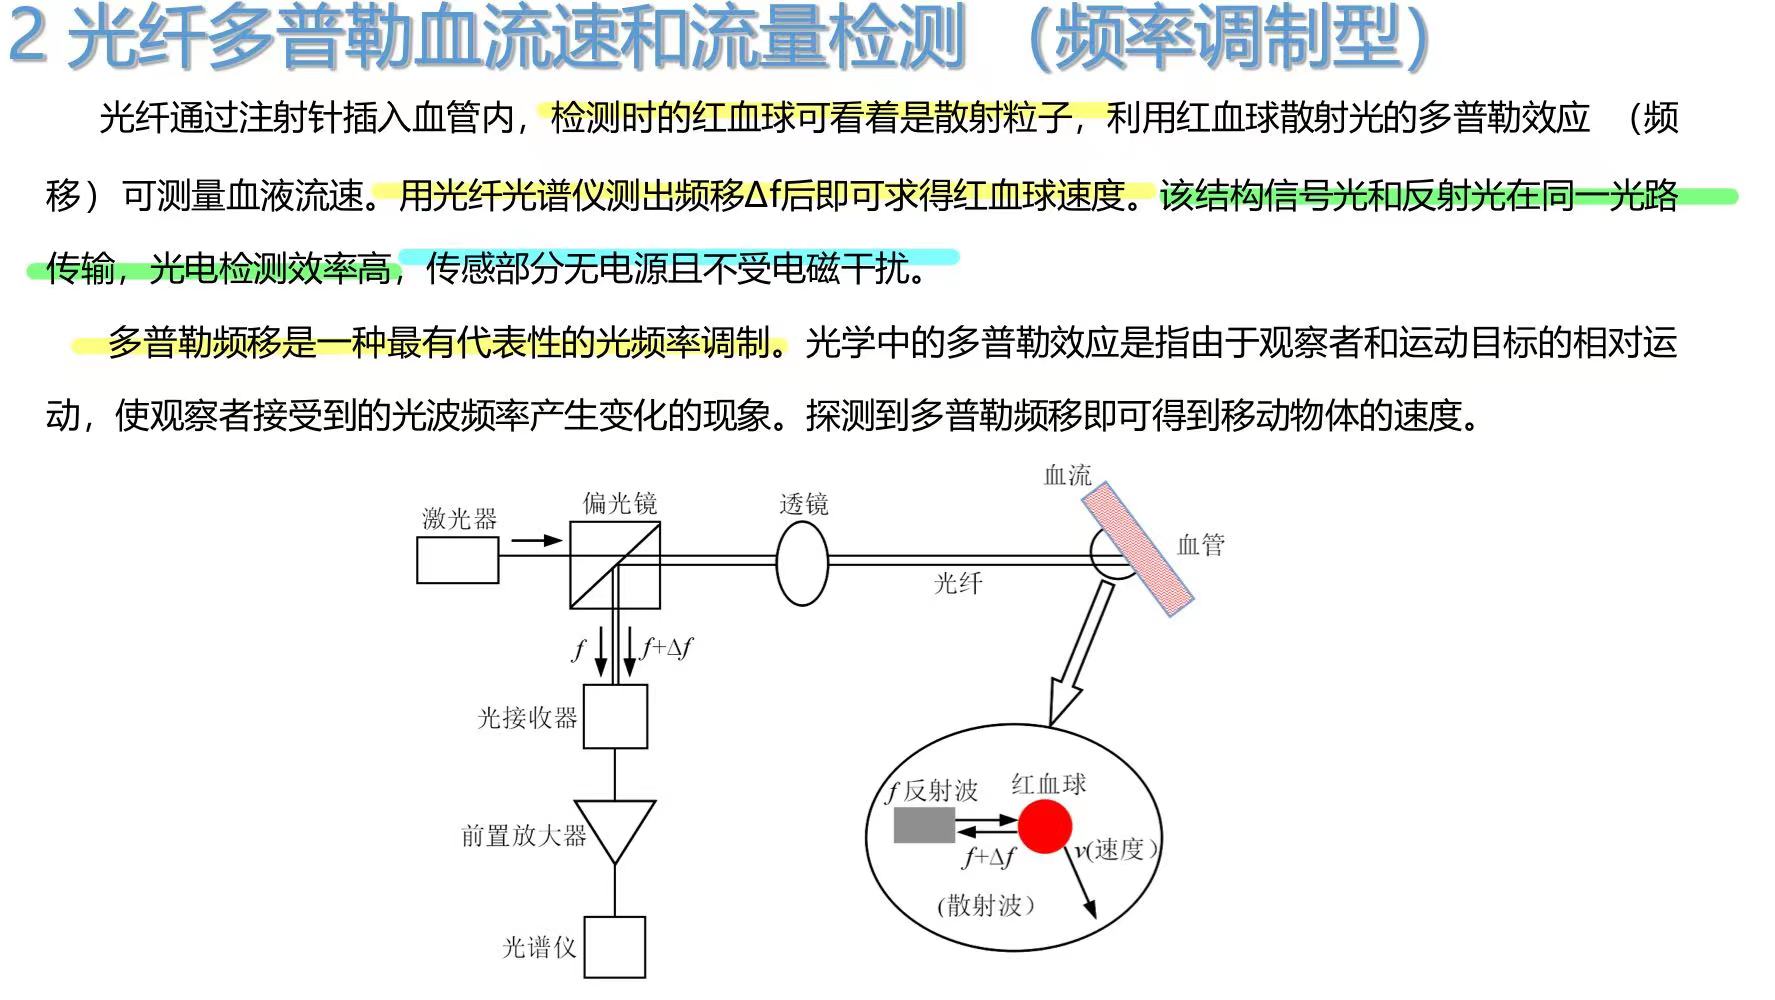 2 光纤多普勒血流速和流量检测 （频率调制型）
光纤通过注射针插入血管内，检测时的红血球可看着是散射粒子，利用红血球散射光的多普勒效应 （频
移）可测量血液流速。用光纤光谱仪测出频移Δf后即可求得红血球速度。该结构信号光和反射光在同一光路
传输，光电检测效率高，传感部分无电源且不受电磁干扰。
多普勒频移是一种最有代表性的光频率调制。光学中的多普勒效应是指由于观察者和运动目标的相对运
动，使观察者接受到的光波频率产生变化的现象。探测到多普勒频移即可得到移动物体的速度。
血流
偏光镜
透镜
激光器
血管
光纤
f
f+Δf
光接收器
红血球
f 反射波
前置放大器
v(速度）
f+Δf
(散射波）
光谱仪